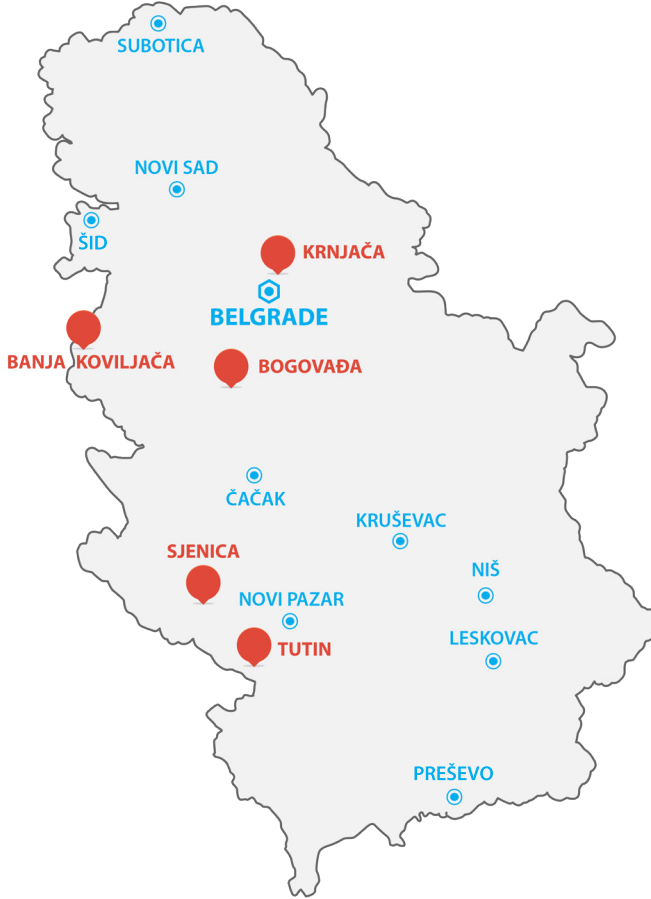 SUBOTICA
NOVI SAD
ŠID
KRNJAČA
BELGRADE
BANJA KOVILJAČA
BOGOVAĐA
ČAČAK
KRUŠEVAC
SJENICA
NIŠ
NOVI PAZAR
LESKOVAC
TUTIN
PREŠEVO